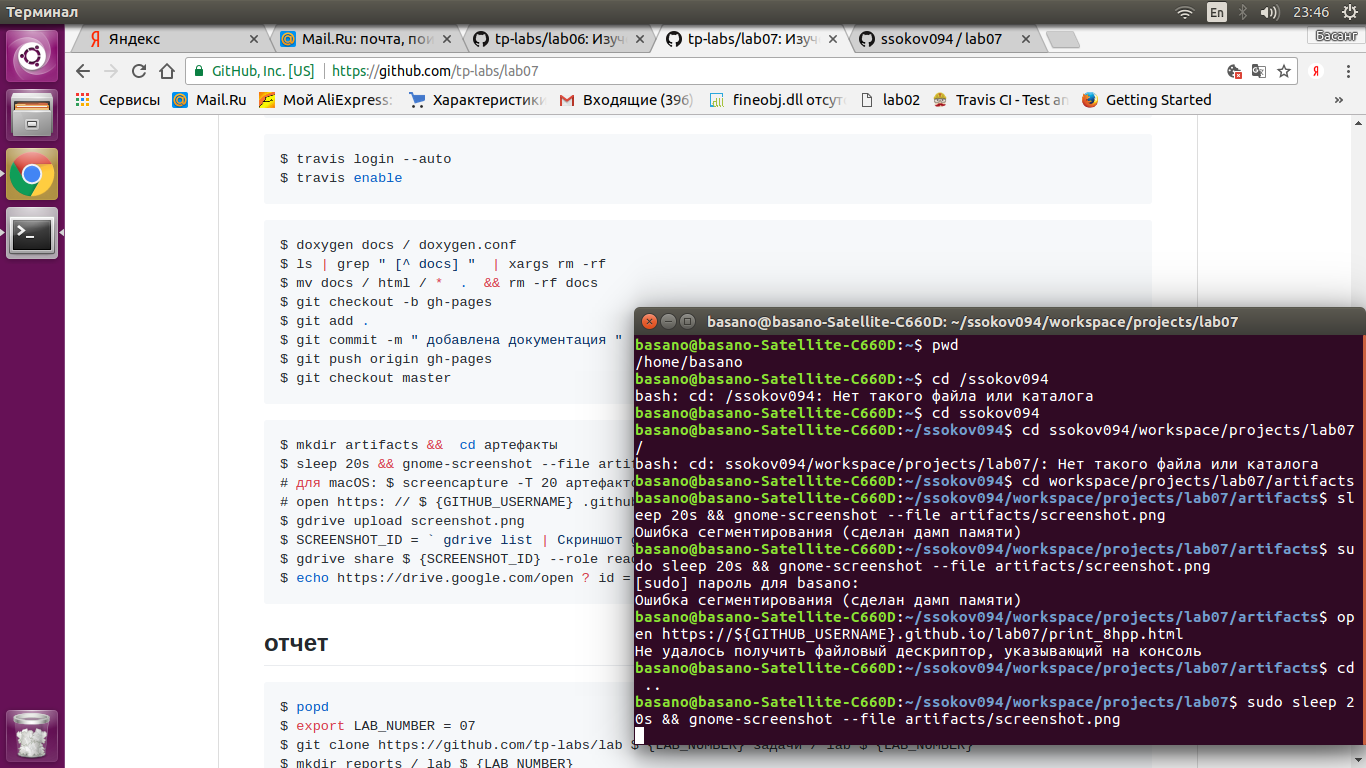 Терминал
En
23:46
Яндекс
Mail.Ru: почта, пои
tp-labs/lab06: Изуч
tp-labs/lab07: Изуч
ssokov094 / lab07
Басанг
GitHub, Inc. [US]
https://github.com/tp-labs/lab07
Сервисы
Mail.Ru
Мой AliExpress:
Характеристики
Входящие (396)
fineobj.dll отсут
lab02
Travis CI - Test an
Getting Started
»
$ travis login --auto
$ travis enable
$ doxygen docs / doxygen.conf
$ ls | grep " [^ docs] " | xargs rm -rf
$ mv docs / html / * . && rm -rf docs
$ git checkout -b gh-pages
$ git add .
$ git commit -m " добавлена документация "
$ git push origin gh-pages
$ git checkout master
$ mkdir artifacts && cd артефакты
$ sleep 20s && gnome-screenshot --file artif
# для macOS: $ screencapture -T 20 артефакто
# open https: // $ {GITHUB_USERNAME} .github
$ gdrive upload screenshot.png
$ SCREENSHOT_ID = ` gdrive list | Скриншот g
$ gdrive share $ {SCREENSHOT_ID} --role read
$ echo https://drive.google.com/open ? id =
отчет
$ popd
$ export LAB_NUMBER = 07
$ git clone https://github.com/tp-labs/lab $ {LAB_NUMBER} задачи / lab $ {LAB_NUMBER}
$ mkdir reports / lab $ {LAB_NUMBER}
basano@basano-Satellite-C660D: ~/ssokov094/workspace/projects/lab07
basano@basano-Satellite-C660D:~$ pwd
/home/basano
basano@basano-Satellite-C660D:~$ cd /ssokov094
bash: cd: /ssokov094: Нет такого файла или каталога
basano@basano-Satellite-C660D:~$ cd ssokov094
basano@basano-Satellite-C660D:~/ssokov094$ cd ssokov094/workspace/projects/lab07
/
bash: cd: ssokov094/workspace/projects/lab07/: Нет такого файла или каталога
basano@basano-Satellite-C660D:~/ssokov094$ cd workspace/projects/lab07/artifacts
basano@basano-Satellite-C660D:~/ssokov094/workspace/projects/lab07/artifacts$ sl
eep 20s && gnome-screenshot --file artifacts/screenshot.png
Ошибка сегментирования (сделан дамп памяти)
basano@basano-Satellite-C660D:~/ssokov094/workspace/projects/lab07/artifacts$ su
do sleep 20s && gnome-screenshot --file artifacts/screenshot.png
[sudo] пароль для basano:
Ошибка сегментирования (сделан дамп памяти)
basano@basano-Satellite-C660D:~/ssokov094/workspace/projects/lab07/artifacts$ op
en https://${GITHUB_USERNAME}.github.io/lab07/print_8hpp.html
Не удалось получить файловый дескриптор, указывающий на консоль
basano@basano-Satellite-C660D:~/ssokov094/workspace/projects/lab07/artifacts$ cd
..
basano@basano-Satellite-C660D:~/ssokov094/workspace/projects/lab07$ sudo sleep 2
0s && gnome-screenshot --file artifacts/screenshot.png